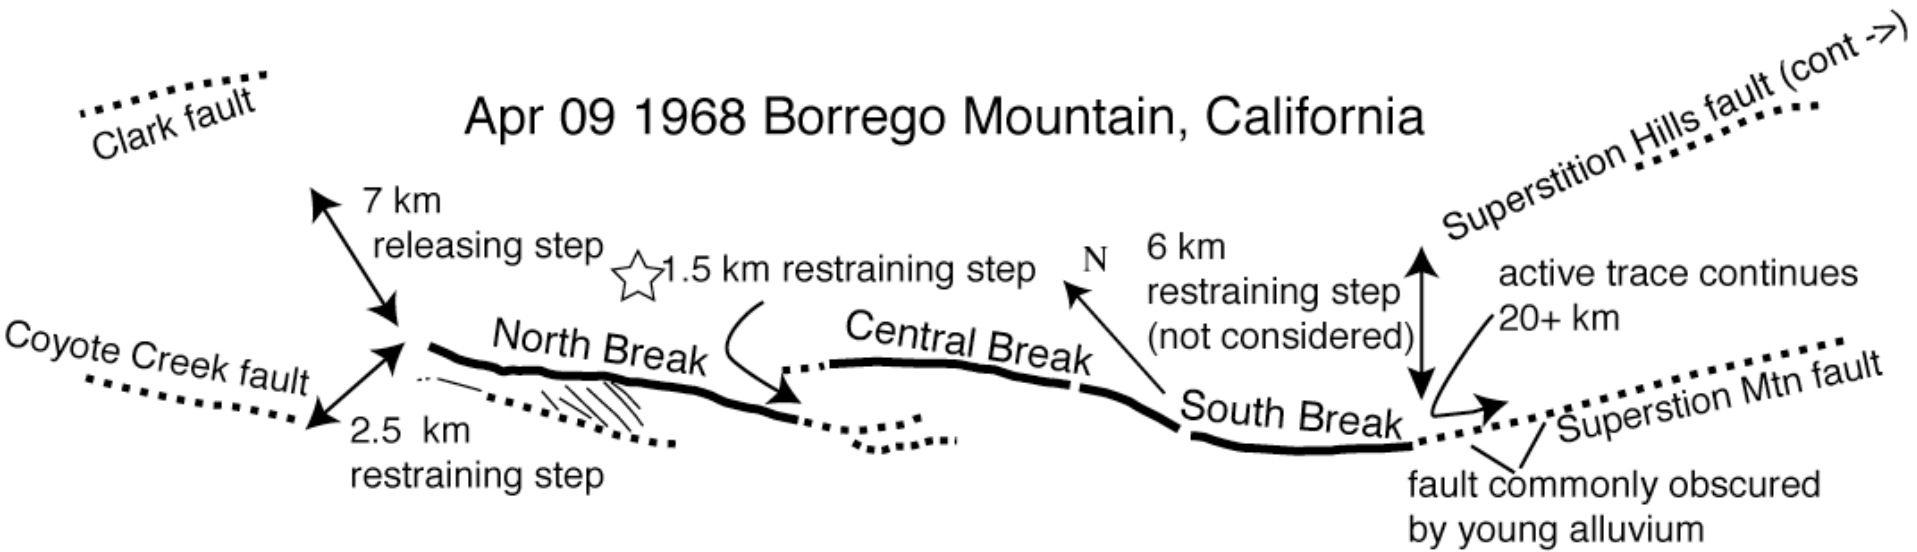 Clark fault
Apr 09 1968 Borrego Mountain, California
Superstition Hills fault (cont ->)
7 km
releasing step
1.5 km restraining step
N
6 km
restraining step
(not considered)
active trace continues
20+ km
Coyote Creek fault
North Break
Central Break
South Break
Superstion Mtn fault
2.5 km
restraining step
fault commonly obscured
by young alluvium